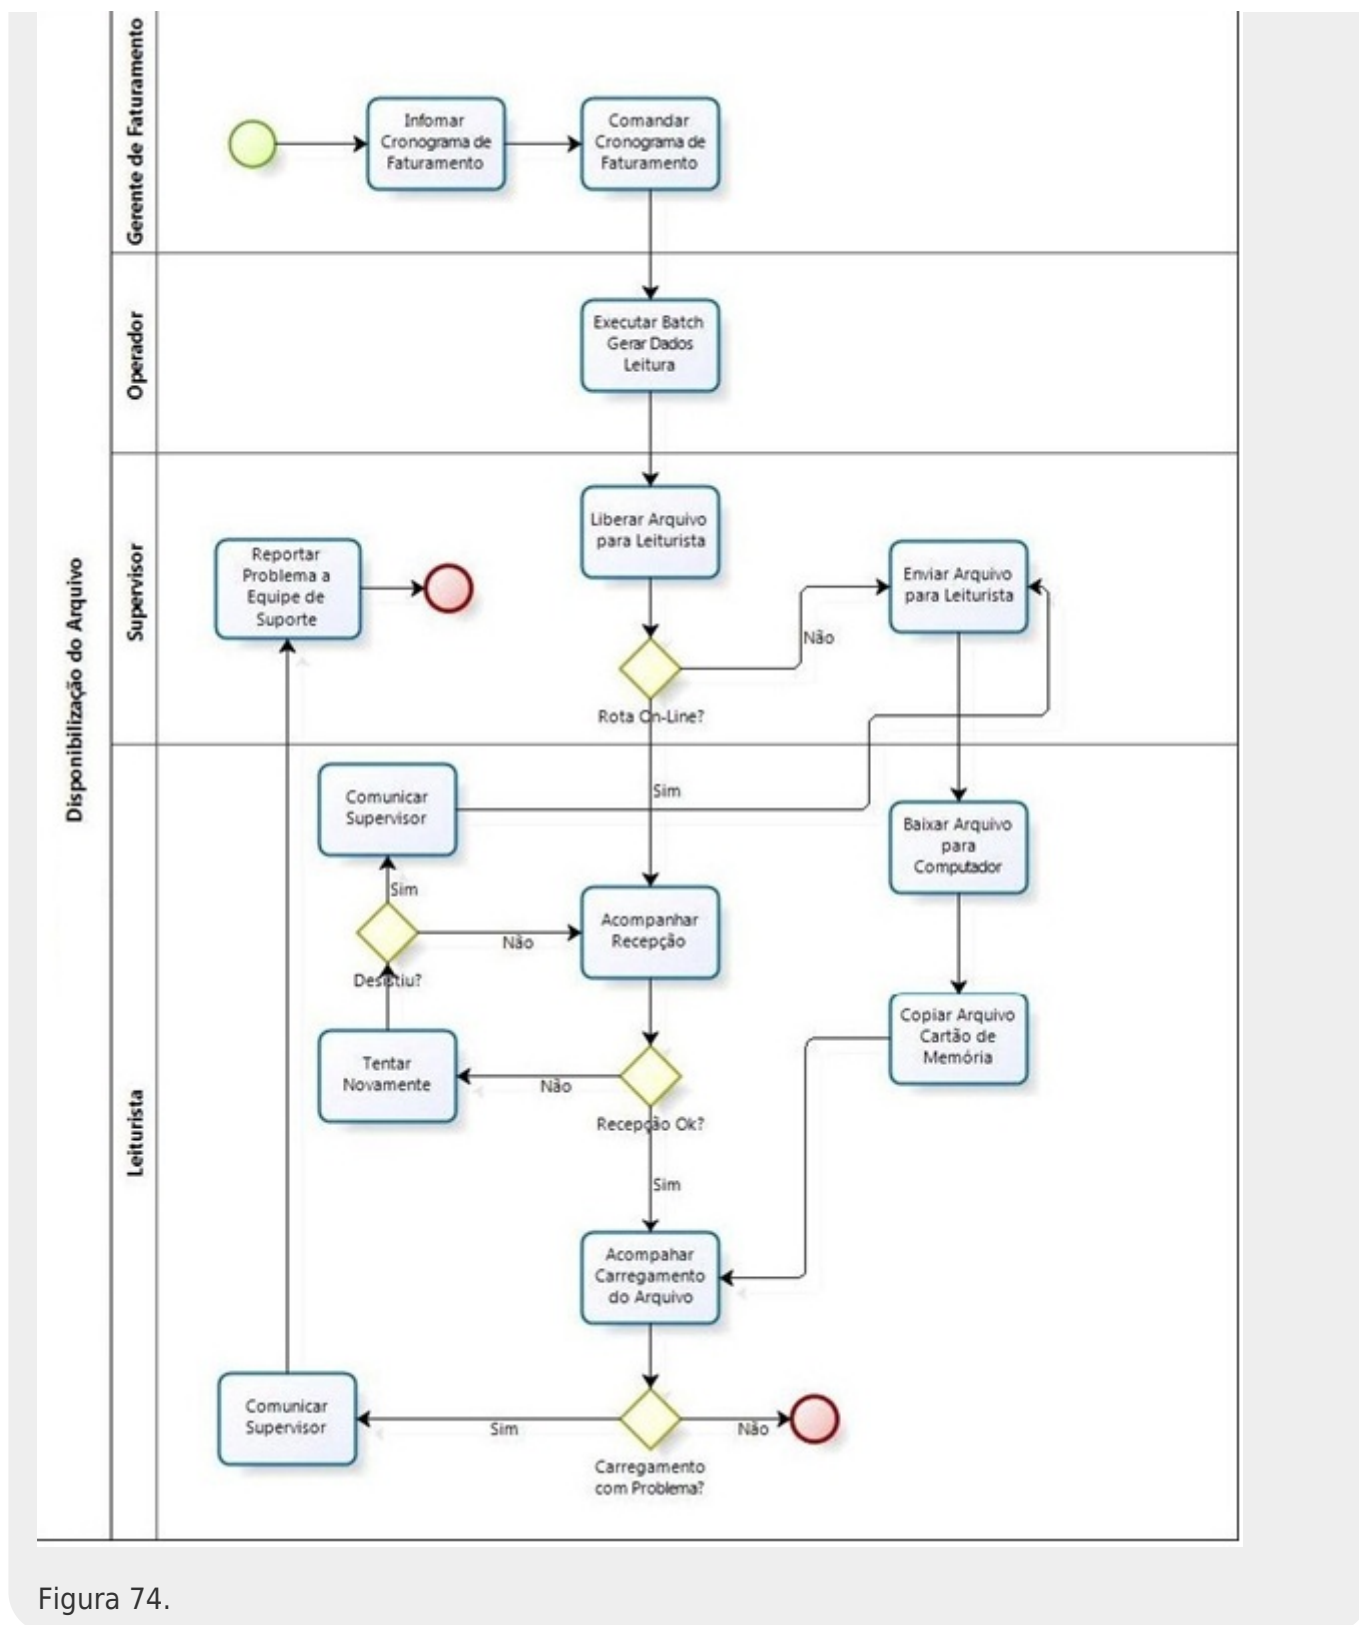 Disponibilização do Arquivo
Gerente de Faturamento
Infomar
Cronograma de
Faturamento
Comandar
Cronograma de
Faturamento
Operador
Executar Batch
Gerar Dados
Leitura
Supervisor
Liberar Arquivo
para Leiturista
Reportar
Problema a
Equipe de
Suporte
Enviar Arquivo
para Leiturista
Não
Rota On-Line?
Leiturista
Sim
Comunicar
Supervisor
Baixar Arquivo
para
Computador
Sim
Acompanhar
Recepção
Não
Desistiu?
Copiar Arquivo
Cartão de
Memória
Tentar
Novamente
Não
Recepção Ok?
Sim
Acompahar
Carregamento
do Arquivo
Comunicar
Supervisor
Sim
Não
Carregamento
com Problema?
Figura 74.